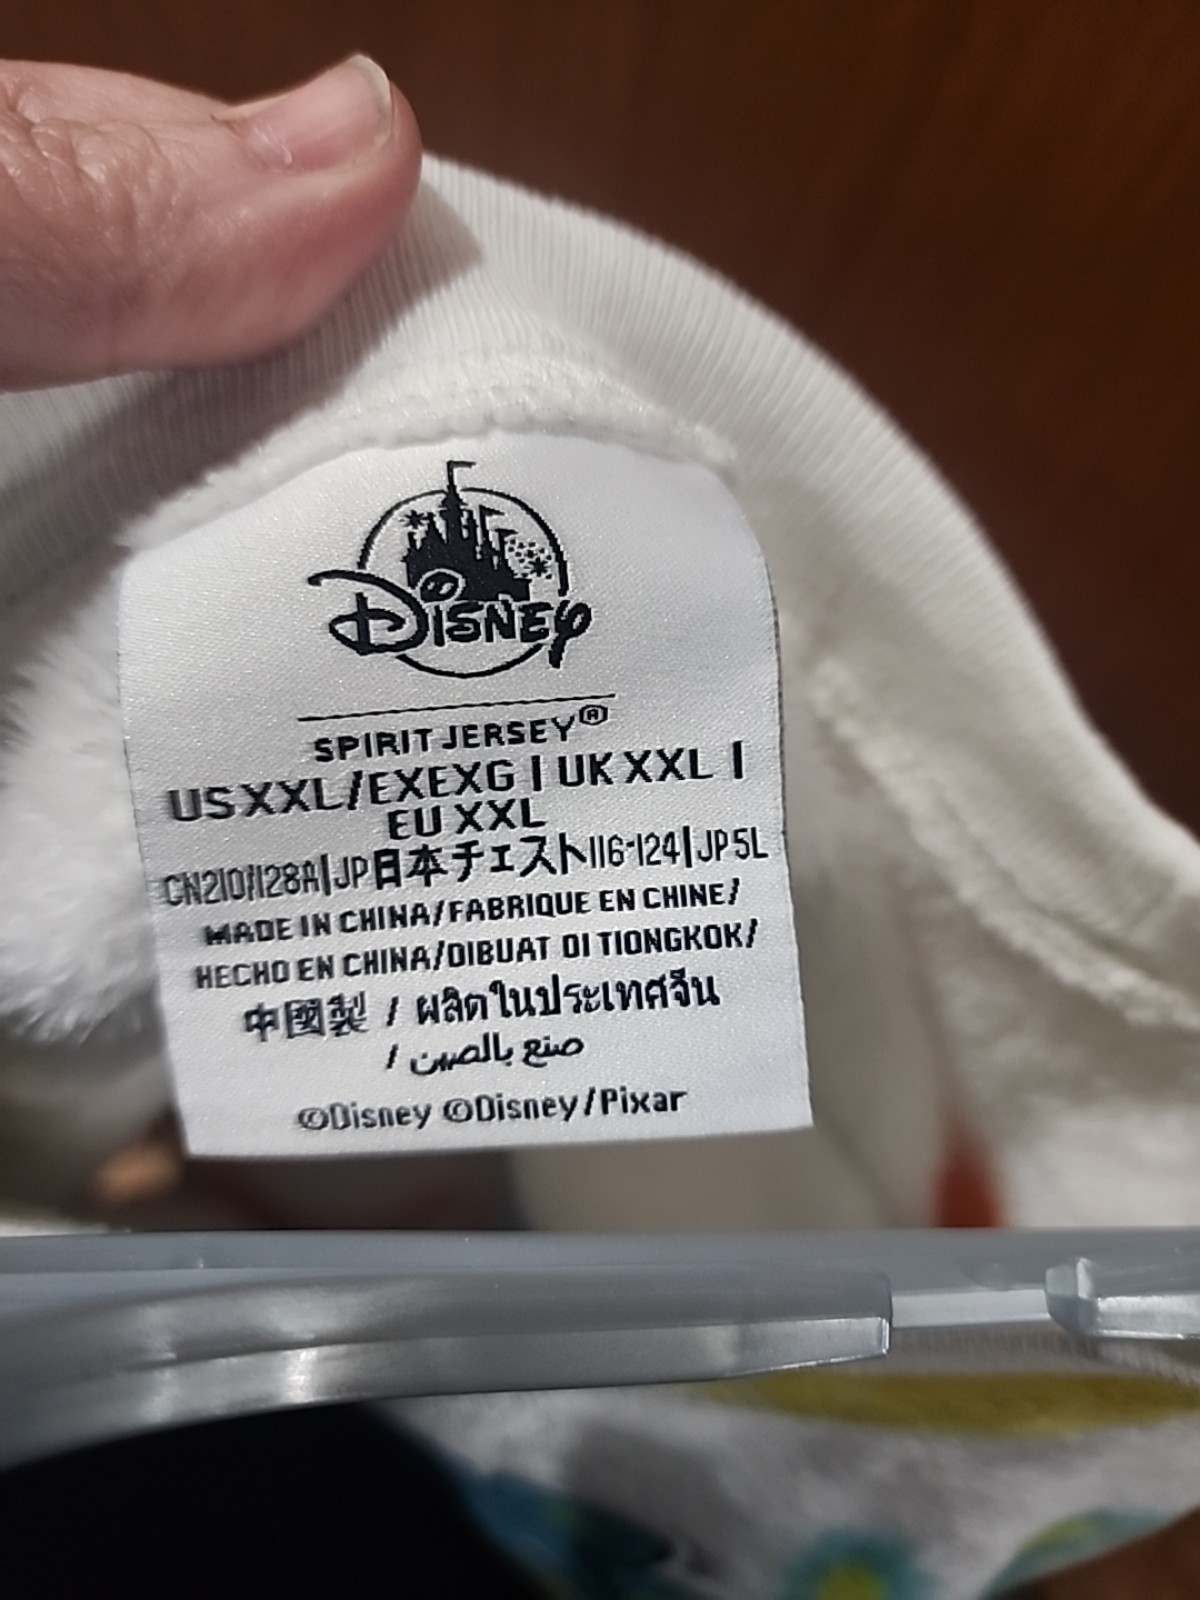 Disney
SPIRIT JERSEY®
US XXL/EXEXG | UK XXL |
EU XXL
CN210/128A|JP日本チェスト116-124|JP 5L
MADE IN CHINA/FABRIQUE EN CHINE/
HECHO EN CHINA/DIBUAT DI TIONGKOK/
中國製 / ผลิตในประเทศจีน
/ صنع بالصين
©Disney ©Disney/Pixar